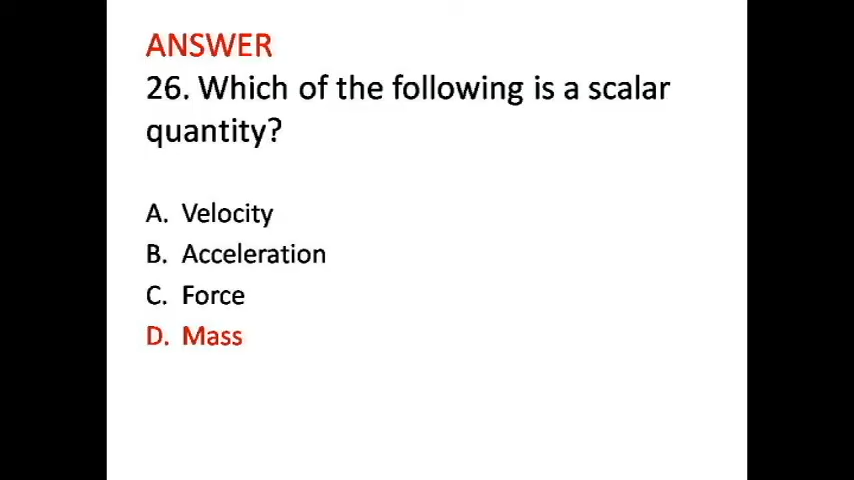 ANSWER
26. Which of the following is a scalar
quantity?
A. Velocity
B. Acceleration
C. Force
D. Mass